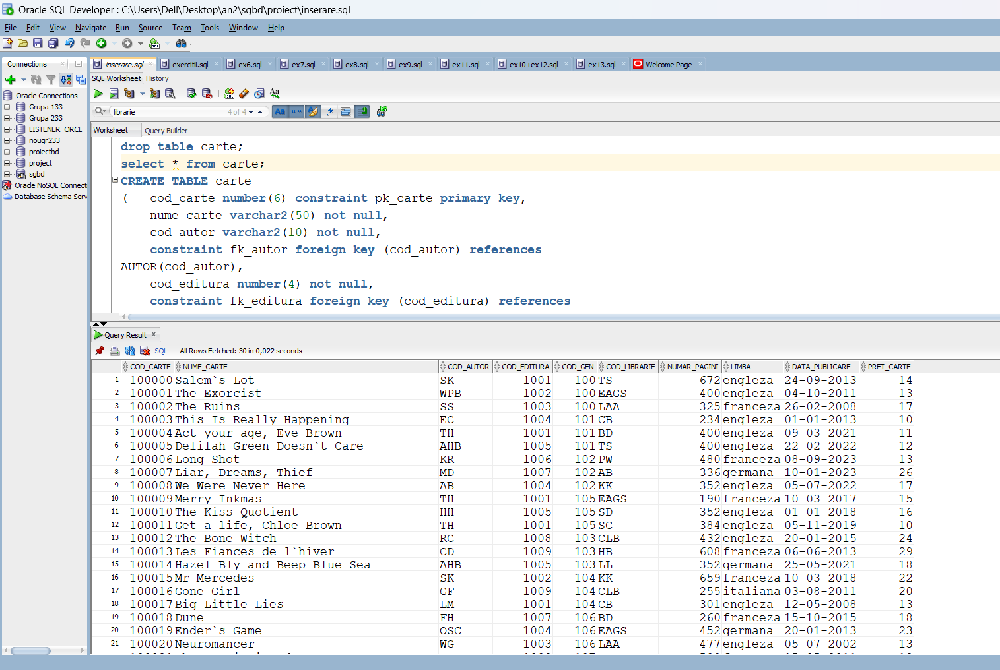 Oracle SQL Developer : C:\Users\Dell\Desktop\an2\sgbd\proiect\inserare.sql
File Edit View Navigate Run Source Team Tools Window Help
Connections
Oracle Connections
Grupa 133
Grupa 233
LISTENER_ORCL
nougr233
proiectbd
project
sgbd
Oracle NoSQL Connect
Database Schema Serv
inserare.sql exercitii.sql ex6.sql ex7.sql ex8.sql ex9.sql ex11.sql ex10+ex12.sql ex13.sql Welcome Page
SQL Worksheet History
librarie 4 of 4 Aa
Worksheet Query Builder
drop table carte;
select * from carte;
CREATE TABLE carte
( cod_carte number(6) constraint pk_carte primary key,
nume_carte varchar2(50) not null,
cod_autor varchar2(10) not null,
constraint fk_autor foreign key (cod_autor) references
AUTOR(cod_autor),
cod_editura number(4) not null,
constraint fk_editura foreign key (cod_editura) references
Query Result
SQL | All Rows Fetched: 30 in 0,022 seconds
COD_CARTE NUME_CARTE COD_AUTOR COD_EDITURA COD_GEN COD_LIBRARIE NUMAR_PAGINI LIMBA DATA_PUBLICARE PRET_CARTE
1 100000 Salem`s Lot SK 1001 100 TS 672 engleza 24-09-2013 14
2 100001 The Exorcist WPB 1002 100 EAGS 400 engleza 04-10-2011 13
3 100002 The Ruins SS 1003 100 LAA 325 franceza 26-02-2008 17
4 100003 This Is Really Happening EC 1004 101 CB 234 engleza 01-01-2013 10
5 100004 Act your age, Eve Brown TH 1001 101 BD 400 engleza 09-03-2021 11
6 100005 Delilah Green Doesn`t Care AHB 1005 101 TS 400 engleza 22-02-2022 12
7 100006 Long Shot KR 1006 102 PW 480 franceza 08-09-2023 13
8 100007 Liar, Dreams, Thief MD 1007 102 AB 336 germana 10-01-2023 26
9 100008 We Were Never Here AB 1004 102 KK 352 engleza 05-07-2022 17
10 100009 Merry Inkmas TH 1001 105 EAGS 190 franceza 10-03-2017 15
11 100010 The Kiss Quotient HH 1005 105 SD 352 engleza 01-01-2018 16
12 100011 Get a life, Chloe Brown TH 1001 105 SC 384 engleza 05-11-2019 10
13 100012 The Bone Witch RC 1008 103 CLB 432 engleza 20-01-2015 24
14 100013 Les Fiances de l`hiver CD 1009 103 HB 608 franceza 06-06-2013 29
15 100014 Hazel Bly and Beep Blue Sea AHB 1005 103 LL 352 germana 25-05-2021 18
16 100015 Mr Mercedes SK 1002 104 KK 659 franceza 10-03-2018 22
17 100016 Gone Girl GF 1009 104 CLB 255 italiana 03-08-2011 20
18 100017 Big Little Lies LM 1001 104 CB 301 engleza 12-05-2008 13
19 100018 Dune FH 1007 106 BD 260 franceza 15-10-2015 18
20 100019 Ender`s Game OSC 1004 106 EAGS 452 germana 20-01-2013 23
21 100020 Neuromancer WG 1003 106 LAA 477 engleza 05-07-2002 13